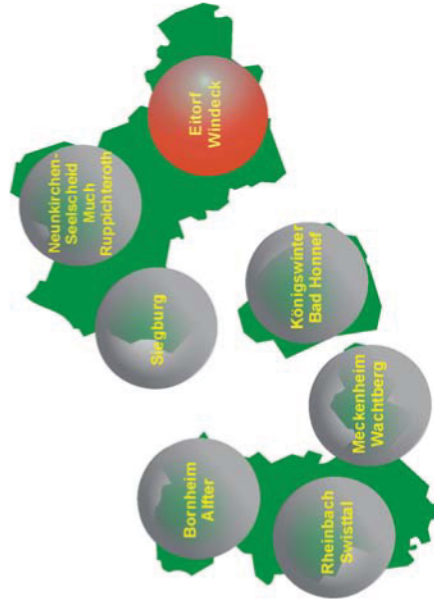 Neunkirchen-
Seelscheid
Much
Ruppichteroth
Eitorf
Windeck
Siegburg
Königswinter
Bad Honnef
Bornheim
Alfter
Meckenheim
Wachtberg
Rheinbach
Swisttal